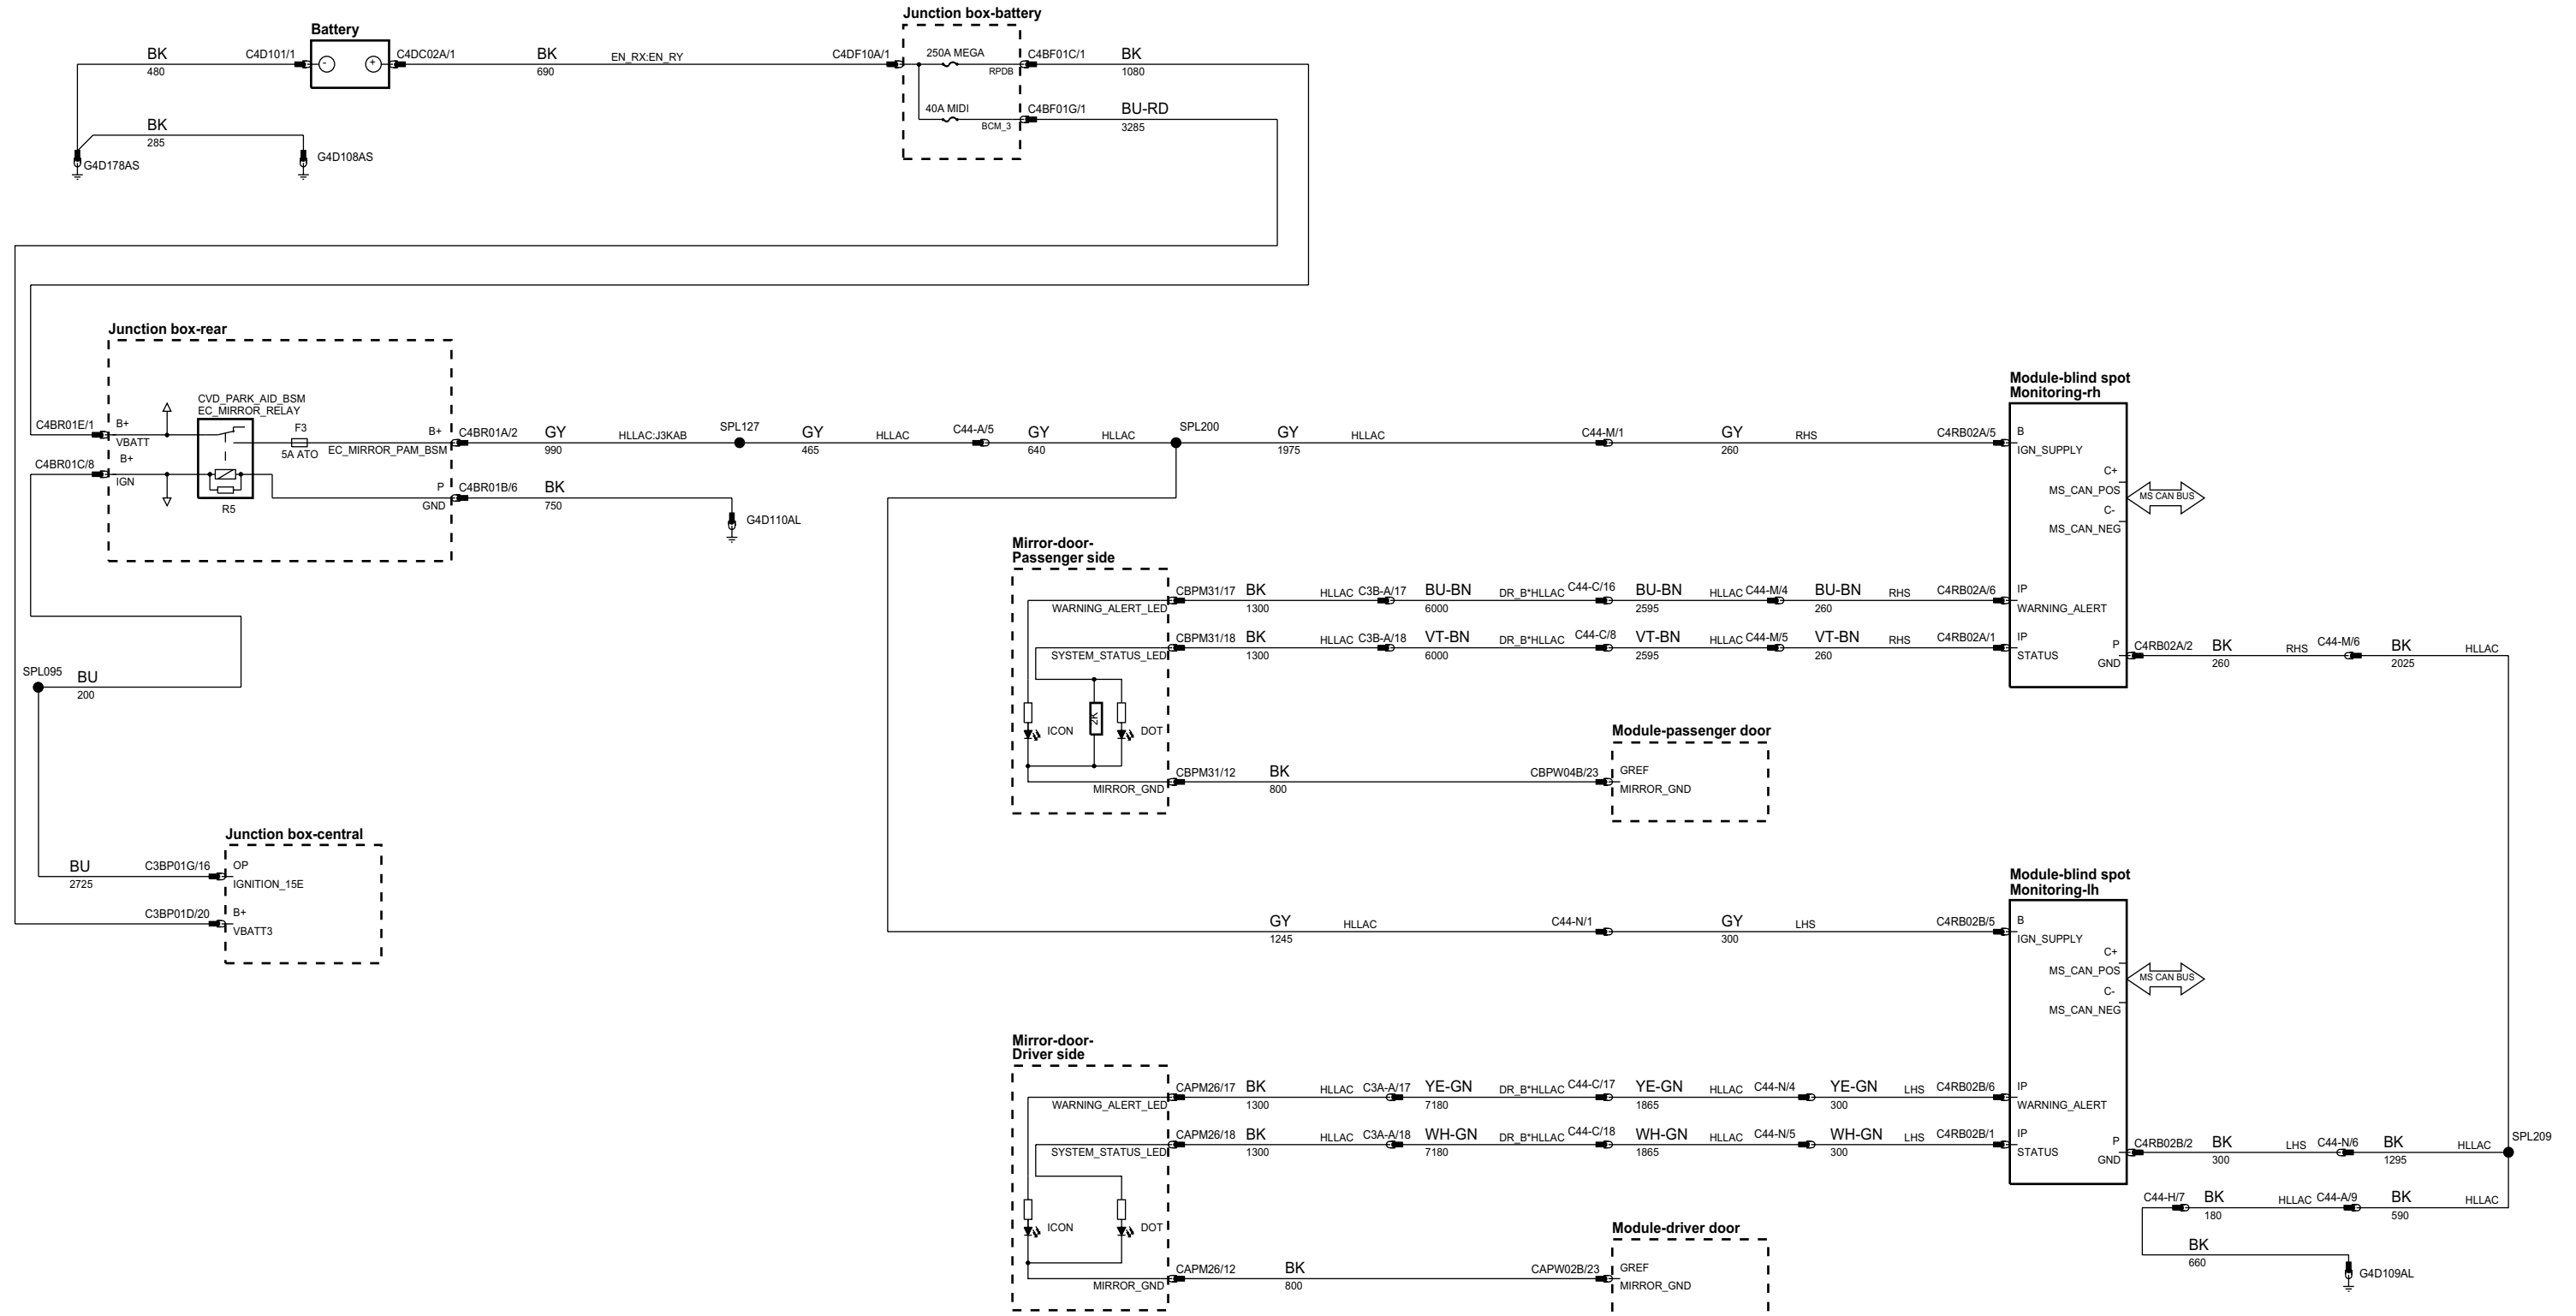 Junction box-battery
Battery
BK
480
C4D101/1
-
+
C4DC02A/1
BK
690
EN_RX:EN_RY
C4DF10A/1
250A MEGA
RPDB
C4BF01C/1
BK
1080
40A MIDI
BCM_3
C4BF01G/1
BU-RD
3285
BK
285
G4D178AS
G4D108AS
Junction box-rear
CVD_PARK_AID_BSM
EC_MIRROR_RELAY
C4BR01E/1
B+
VBATT
F3
5A ATO
B+
EC_MIRROR_PAM_BSM
C4BR01A/2
GY
990
HLLAC:J3KAB
SPL127
GY
465
HLLAC
C44-A/5
GY
640
HLLAC
SPL200
GY
1975
HLLAC
C44-M/1
GY
260
RHS
C4RB02A/5
C4BR01C/8
B+
IGN
R5
P
GND
C4BR01B/6
BK
750
G4D110AL
Module-blind spot
Monitoring-rh
B
IGN_SUPPLY
C+
MS_CAN_POS
C-
MS_CAN_NEG
MS CAN BUS
IP
WARNING_ALERT
IP
STATUS
P
GND
Mirror-door-
Passenger side
WARNING_ALERT_LED
CBPM31/17
BK
1300
HLLAC
C3B-A/17
BU-BN
6000
DR_B*HLLAC
C44-C/16
BU-BN
2595
HLLAC
C44-M/4
BU-BN
260
RHS
C4RB02A/6
SYSTEM_STATUS_LED
CBPM31/18
BK
1300
HLLAC
C3B-A/18
VT-BN
6000
DR_B*HLLAC
C44-C/8
VT-BN
2595
HLLAC
C44-M/5
VT-BN
260
RHS
C4RB02A/1
C4RB02A/2
BK
260
RHS
C44-M/6
BK
2025
HLLAC
SPL095
BU
200
ICON
2K
DOT
MIRROR_GND
CBPM31/12
BK
800
CBPW04B/23
Module-passenger door
GREF
MIRROR_GND
Junction box-central
BU
2725
C3BP01G/16
OP
IGNITION_15E
C3BP01D/20
B+
VBATT3
GY
1245
HLLAC
C44-N/1
GY
300
LHS
C4RB02B/5
Module-blind spot
Monitoring-lh
B
IGN_SUPPLY
C+
MS_CAN_POS
C-
MS_CAN_NEG
MS CAN BUS
IP
WARNING_ALERT
IP
STATUS
P
GND
Mirror-door-
Driver side
WARNING_ALERT_LED
CAPM26/17
BK
1300
HLLAC
C3A-A/17
YE-GN
7180
DR_B*HLLAC
C44-C/17
YE-GN
1865
HLLAC
C44-N/4
YE-GN
300
LHS
C4RB02B/6
SYSTEM_STATUS_LED
CAPM26/18
BK
1300
HLLAC
C3A-A/18
WH-GN
7180
DR_B*HLLAC
C44-C/18
WH-GN
1865
HLLAC
C44-N/5
WH-GN
300
LHS
C4RB02B/1
C4RB02B/2
BK
300
LHS
C44-N/6
BK
1295
HLLAC
SPL209
C44-H/7
BK
180
HLLAC
C44-A/9
BK
590
HLLAC
BK
660
G4D109AL
ICON
DOT
MIRROR_GND
CAPM26/12
BK
800
CAPW02B/23
Module-driver door
GREF
MIRROR_GND